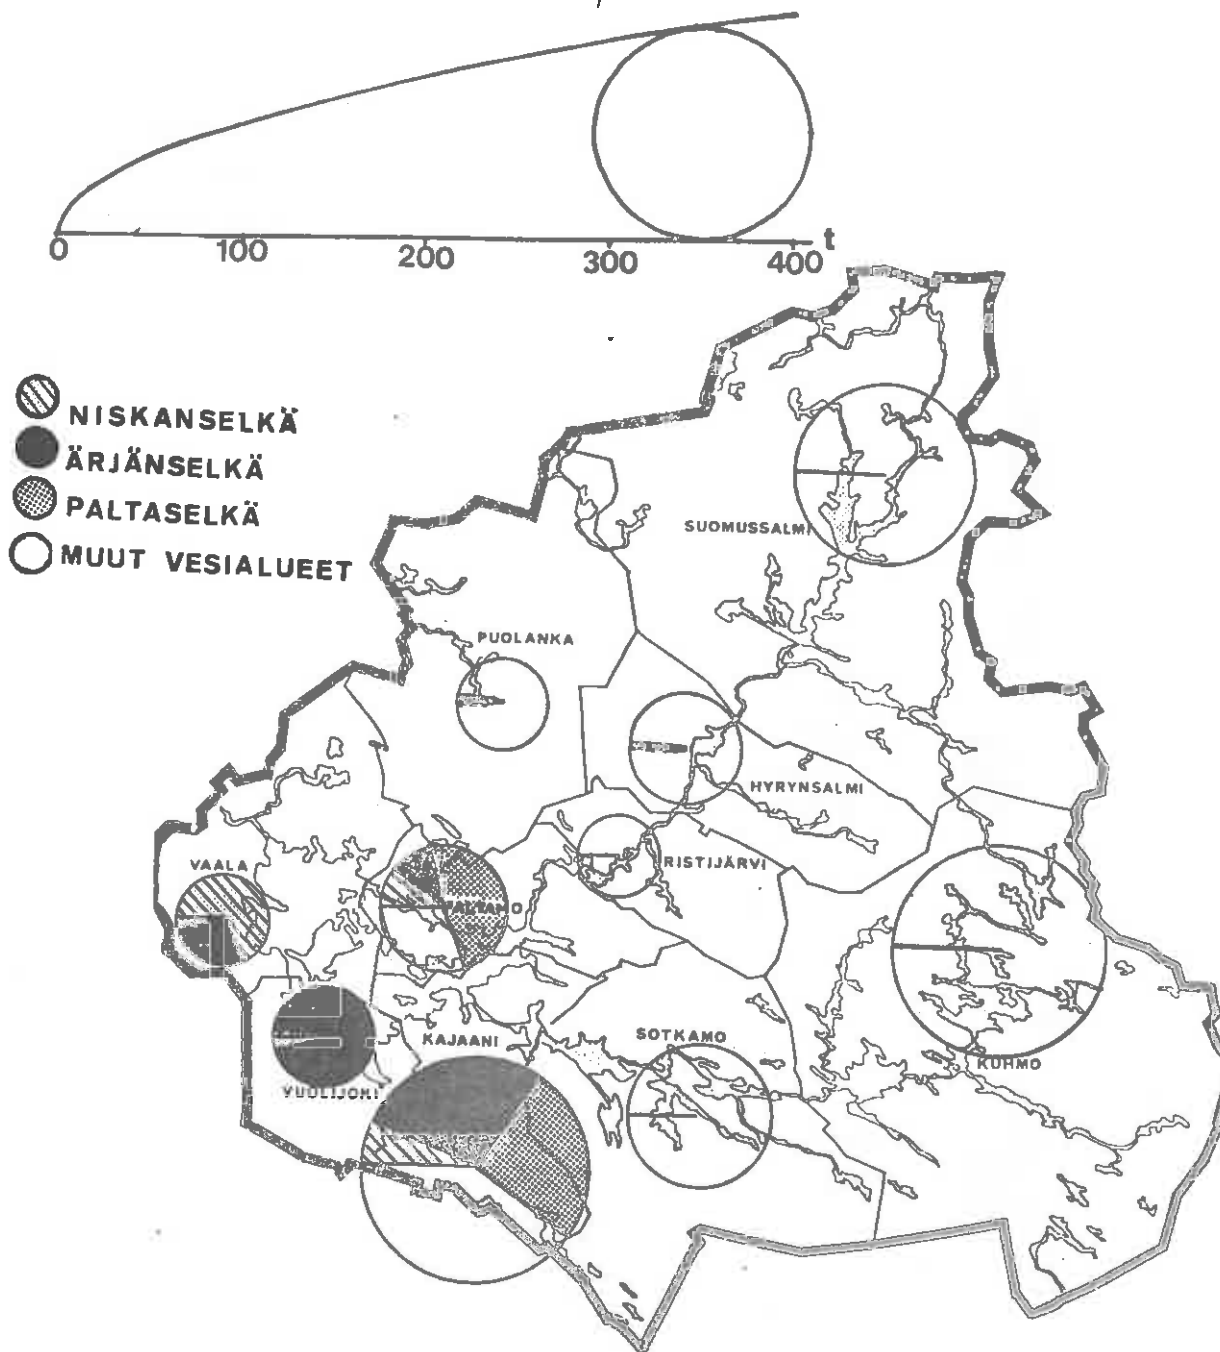 0 100 200 300 400 t
NISKANSELKÄ
ÄRJÄNSELKÄ
PALTASELKÄ
MUUT VESIALUEET
SUOMUSSALMI
PUOLANKA
HYRYNSALMI
RISTIJÄRVI
VAALA
PALTAMO
KAJAANI
SOTKAMO
KUHMO
VUOLIJOKI